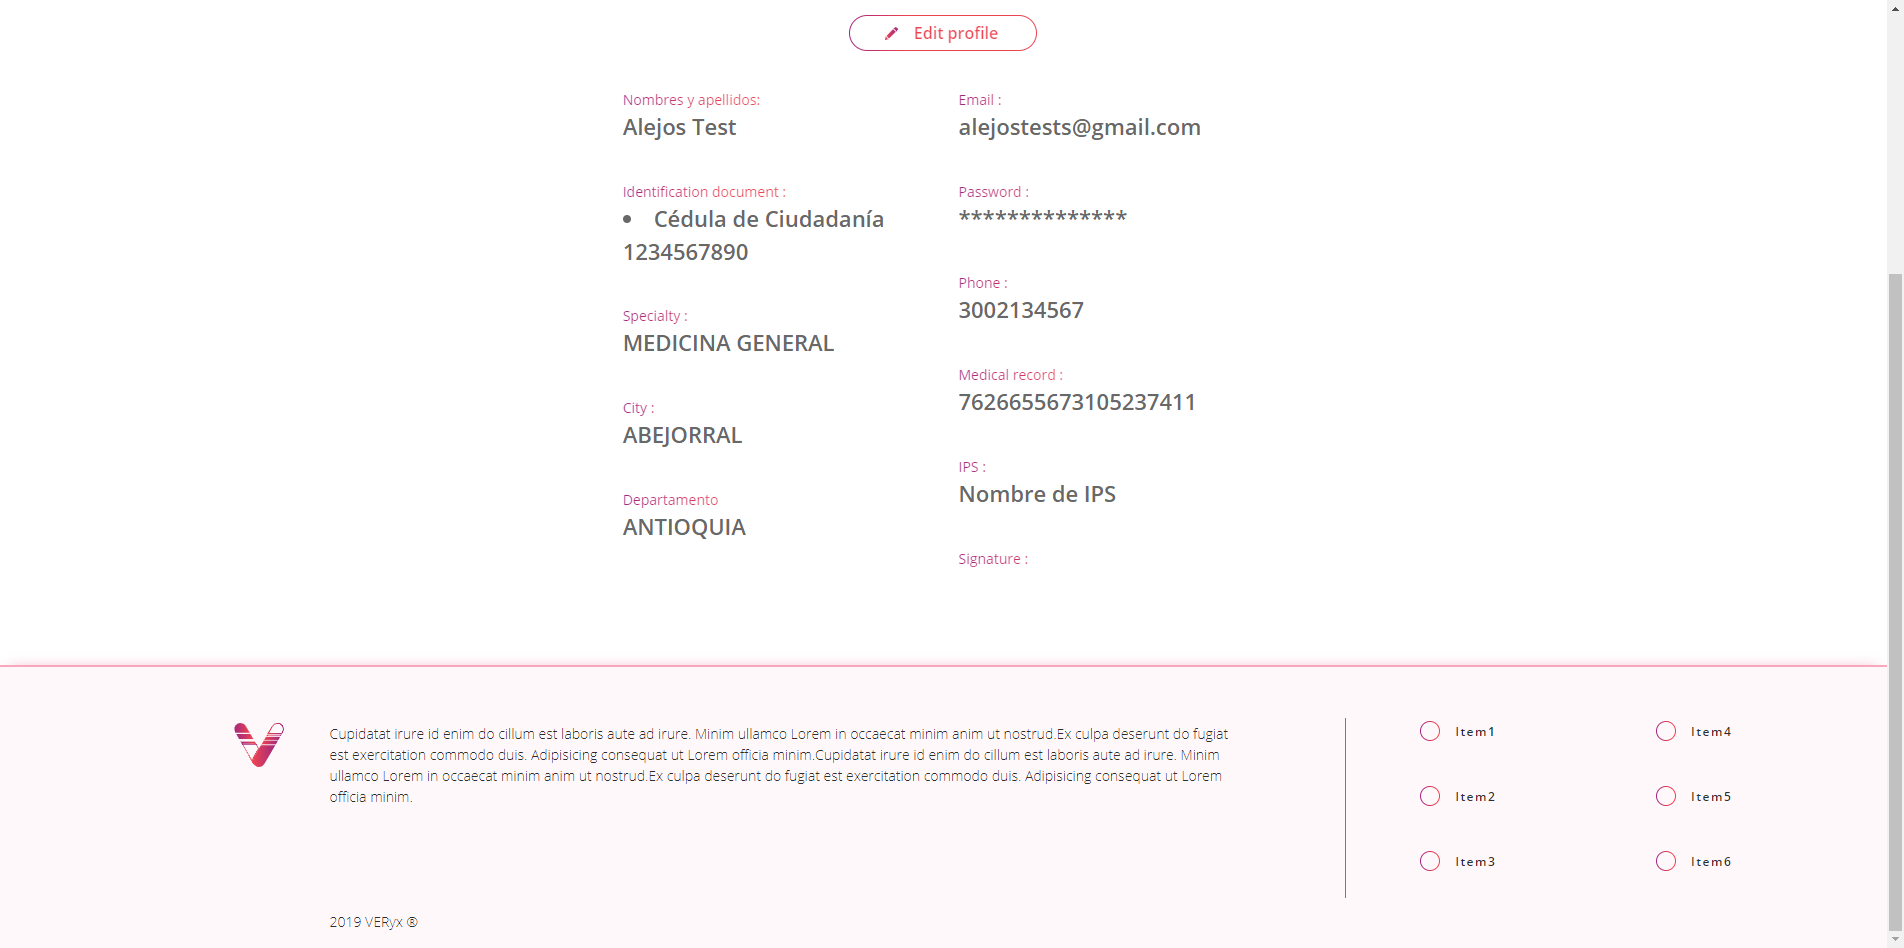 Edit profile
Nombres y apellidos:
Alejos Test
Identification document :
• Cédula de Ciudadanía
1234567890
Specialty :
MEDICINA GENERAL
City :
ABEJORRAL
Departamento
ANTIOQUIA
Email :
alejostests@gmail.com
Password :
**************
Phone :
3002134567
Medical record :
7626655673105237411
IPS :
Nombre de IPS
Signature :
Cupidatat irure id enim do cillum est laboris aute ad irure. Minim ullamco Lorem in occaecat minim anim ut nostrud.Ex culpa deserunt do fugiat
est exercitation commodo duis. Adipisicing consequat ut Lorem officia minim.Cupidatat irure id enim do cillum est laboris aute ad irure. Minim
ullamco Lorem in occaecat minim anim ut nostrud.Ex culpa deserunt do fugiat est exercitation commodo duis. Adipisicing consequat ut Lorem
officia minim.
2019 VERyx ®
Item1
Item2
Item3
Item4
Item5
Item6